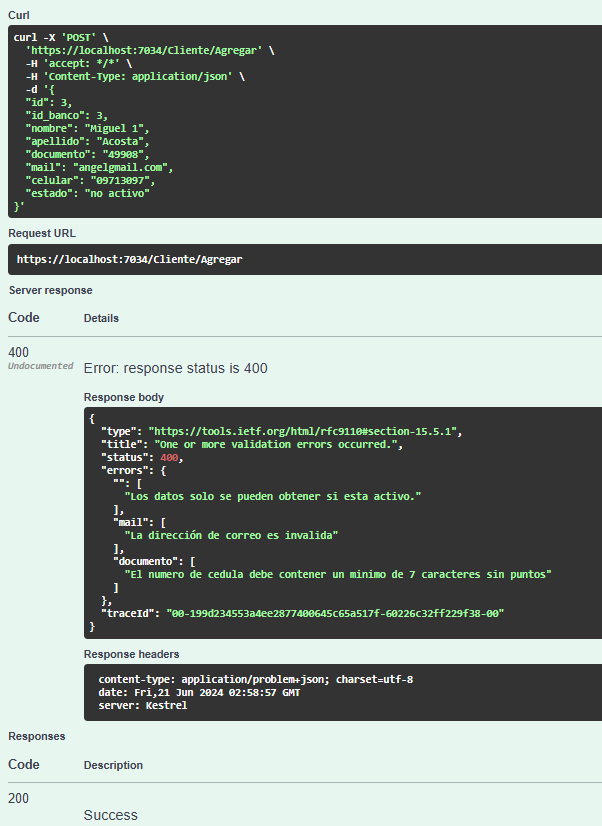 Curl
curl -X 'POST' \
  'https://localhost:7034/Cliente/Agregar' \
  -H 'accept: */*' \
  -H 'Content-Type: application/json' \
  -d '{
  "id": 3,
  "id_banco": 3,
  "nombre": "Miguel 1",
  "apellido": "Acosta",
  "documento": "49908",
  "mail": "angelgmail.com",
  "celular": "09713097",
  "estado": "no activo"
}'
Request URL
https://localhost:7034/Cliente/Agregar
Server response
Code Details
400
Undocumented
Error: response status is 400
Response body
{
  "type": "https://tools.ietf.org/html/rfc9110#section-15.5.1",
  "title": "One or more validation errors occurred.",
  "status": 400,
  "errors": {
    "": [
      "Los datos solo se pueden obtener si esta activo."
    ],
    "mail": [
      "La dirección de correo es invalida"
    ],
    "documento": [
      "El numero de cedula debe contener un minimo de 7 caracteres sin puntos"
    ]
  },
  "traceId": "00-199d234553a4ee2877400645c65a517f-60226c32ff229f38-00"
}
Response headers
content-type: application/problem+json; charset=utf-8
date: Fri,21 Jun 2024 02:58:57 GMT
server: Kestrel
Responses
Code Description
200
Success